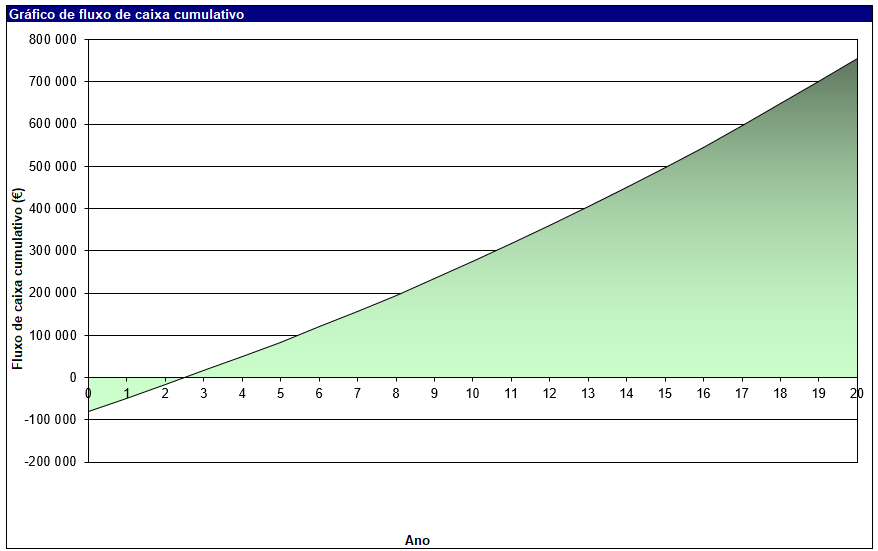 Gráfico de fluxo de caixa cumulativo
800 000
700 000
600 000
500 000
400 000
300 000
200 000
100 000
0
-100 000
-200 000
Fluxo de caixa cumulativo (€)
0 1 2 3 4 5 6 7 8 9 10 11 12 13 14 15 16 17 18 19 20
Ano